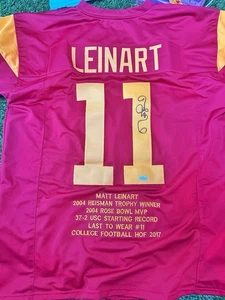 LEINART
11
MATT LEINART
2004 HEISMAN TROPHY WINNER
2004 ROSE BOWL MVP
37-2 USC STARTING RECORD
LAST TO WEAR #11
COLLEGE FOOTBALL HOF 2017